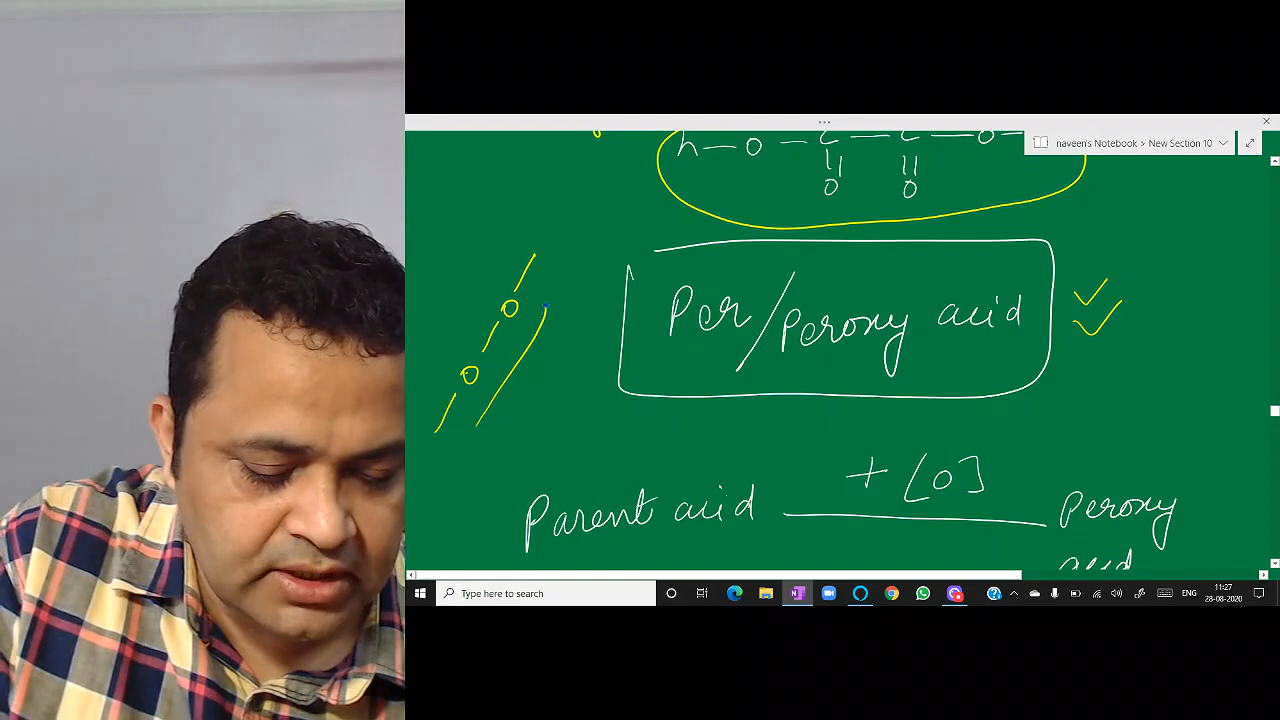 ...
h—O—C—C—O—
O O
naveen's Notebook > New Section 10
O
O
Per/Peroxy acid
+ [O]
Parent acid Peroxy
acid
Type here to search
ENG
11:27
28-08-2020